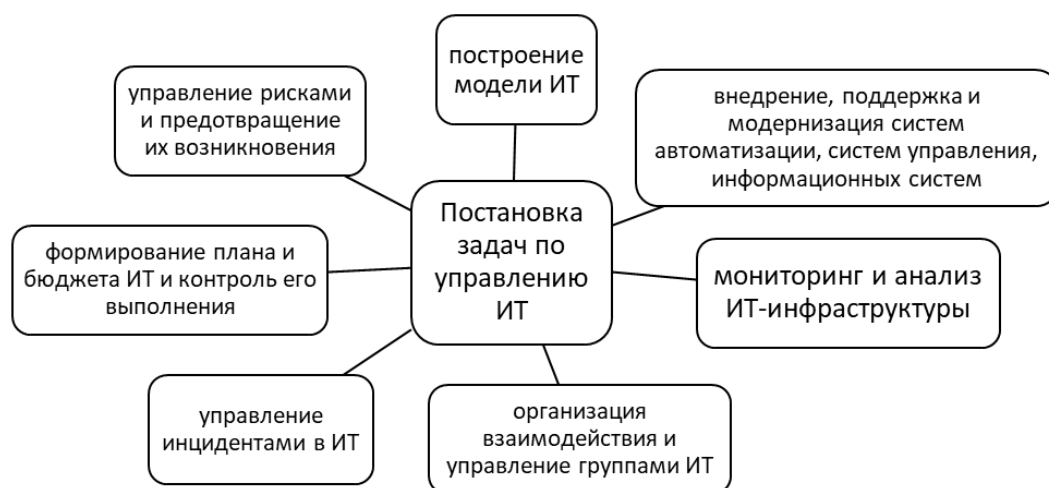 построение
модели ИТ
внедрение, поддержка и
модернизация систем
автоматизации, систем управления,
информационных систем
мониторинг и анализ
ИТ-инфраструктуры
организация
взаимодействия и
управление группами ИТ
управление
инцидентами в ИТ
формирование плана и
бюджета ИТ и контроль его
выполнения
управление рисками
и предотвращение
их возникновения
Постановка
задач по
управлению
ИТ